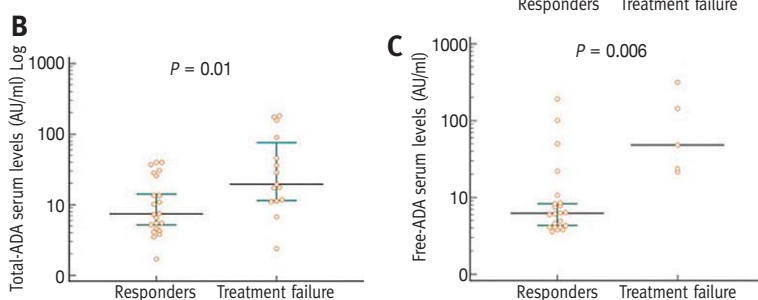 Responders Treatment failure
B
Total-ADA serum levels (AU/ml) Log
1000
100
10
0
P = 0.01
Responders Treatment failure
C
Free-ADA serum levels (AU/ml)
1000
100
10
0
P = 0.006
Responders Treatment failure